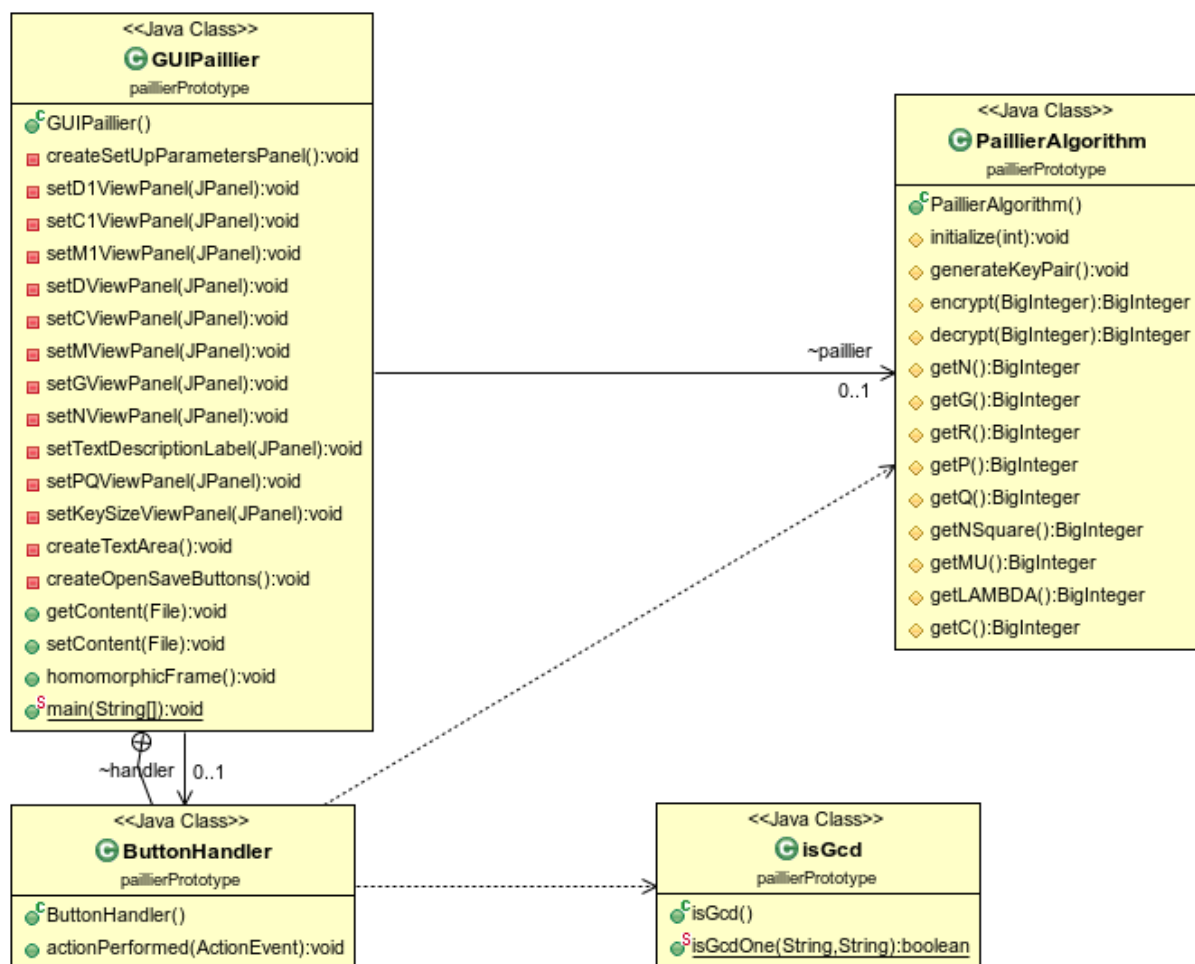 <<Java Class>>
GUIPaillier
paillierPrototype
GUIPaillier()
createSetUpParametersPanel():void
setD1ViewPanel(JPanel):void
setC1ViewPanel(JPanel):void
setM1ViewPanel(JPanel):void
setDViewPanel(JPanel):void
setCViewPanel(JPanel):void
setMViewPanel(JPanel):void
setGViewPanel(JPanel):void
setNViewPanel(JPanel):void
setTextDescriptionLabel(JPanel):void
setPQViewPanel(JPanel):void
setKeySizeViewPanel(JPanel):void
createTextArea():void
createOpenSaveButtons():void
getContent(File):void
setContent(File):void
homomorphicFrame():void
main(String[]):void
~paillier
0..1
<<Java Class>>
PaillierAlgorithm
paillierPrototype
PaillierAlgorithm()
initialize(int):void
generateKeyPair():void
encrypt(BigInteger):BigInteger
decrypt(BigInteger):BigInteger
getN():BigInteger
getG():BigInteger
getR():BigInteger
getP():BigInteger
getQ():BigInteger
getNSquare():BigInteger
getMU():BigInteger
getLAMBDA():BigInteger
getC():BigInteger
~handler 0..1
<<Java Class>>
ButtonHandler
paillierPrototype
ButtonHandler()
actionPerformed(ActionEvent):void
<<Java Class>>
isGcd
paillierPrototype
isGcd()
isGcdOne(String,String):boolean